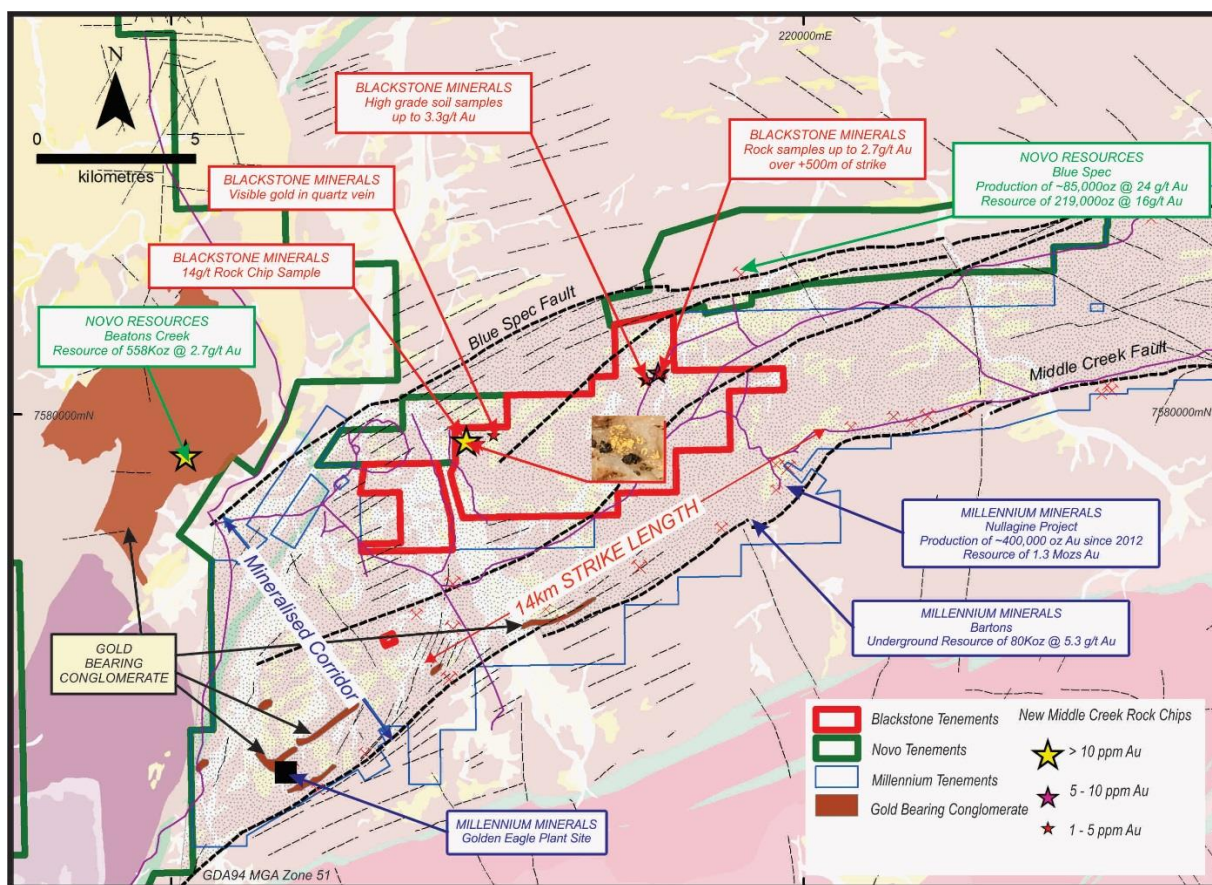 220000mE
N
0 5
kilometres
BLACKSTONE MINERALS
High grade soil samples
up to 3.3g/t Au
BLACKSTONE MINERALS
Rock samples up to 2.7g/t Au
over +500m of strike
NOVO RESOURCES
Blue Spec
Production of ~85,000oz @ 24 g/t Au
Resource of 219,000oz @ 16g/t Au
BLACKSTONE MINERALS
Visible gold in quartz vein
BLACKSTONE MINERALS
14g/t Rock Chip Sample
NOVO RESOURCES
Beatons Creek
Resource of 558Koz @ 2.7g/t Au
Blue Spec Fault
Middle Creek Fault
7580000mN
7580000mN
14km STRIKE LENGTH
Mineralised Corridor
MILLENNIUM MINERALS
Nullagine Project
Production of ~400,000 oz Au since 2012
Resource of 1.3 Mozs Au
MILLENNIUM MINERALS
Bartons
Underground Resource of 80Koz @ 5.3 g/t Au
GOLD
BEARING
CONGLOMERATE
MILLENNIUM MINERALS
Golden Eagle Plant Site
Blackstone Tenements
Novo Tenements
Millennium Tenements
Gold Bearing Conglomerate
New Middle Creek Rock Chips
> 10 ppm Au
5 - 10 ppm Au
1 - 5 ppm Au
GDA94 MGA Zone 51